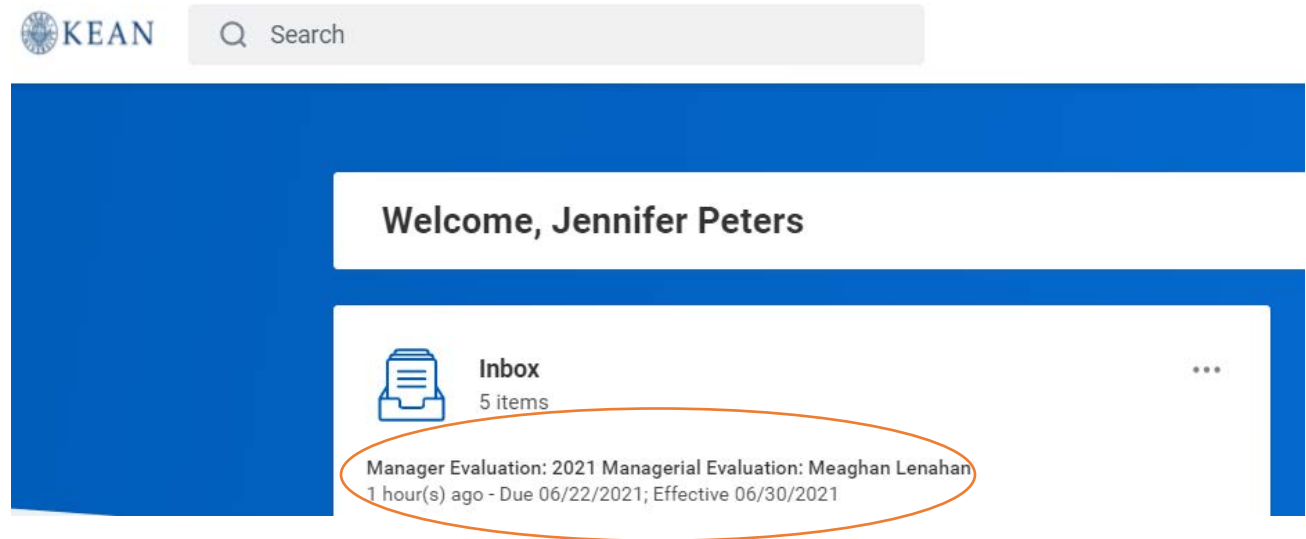 KEAN
Search
Welcome, Jennifer Peters
Inbox
5 items
Manager Evaluation: 2021 Managerial Evaluation: Meaghan Lenahan
1 hour(s) ago - Due 06/22/2021; Effective 06/30/2021